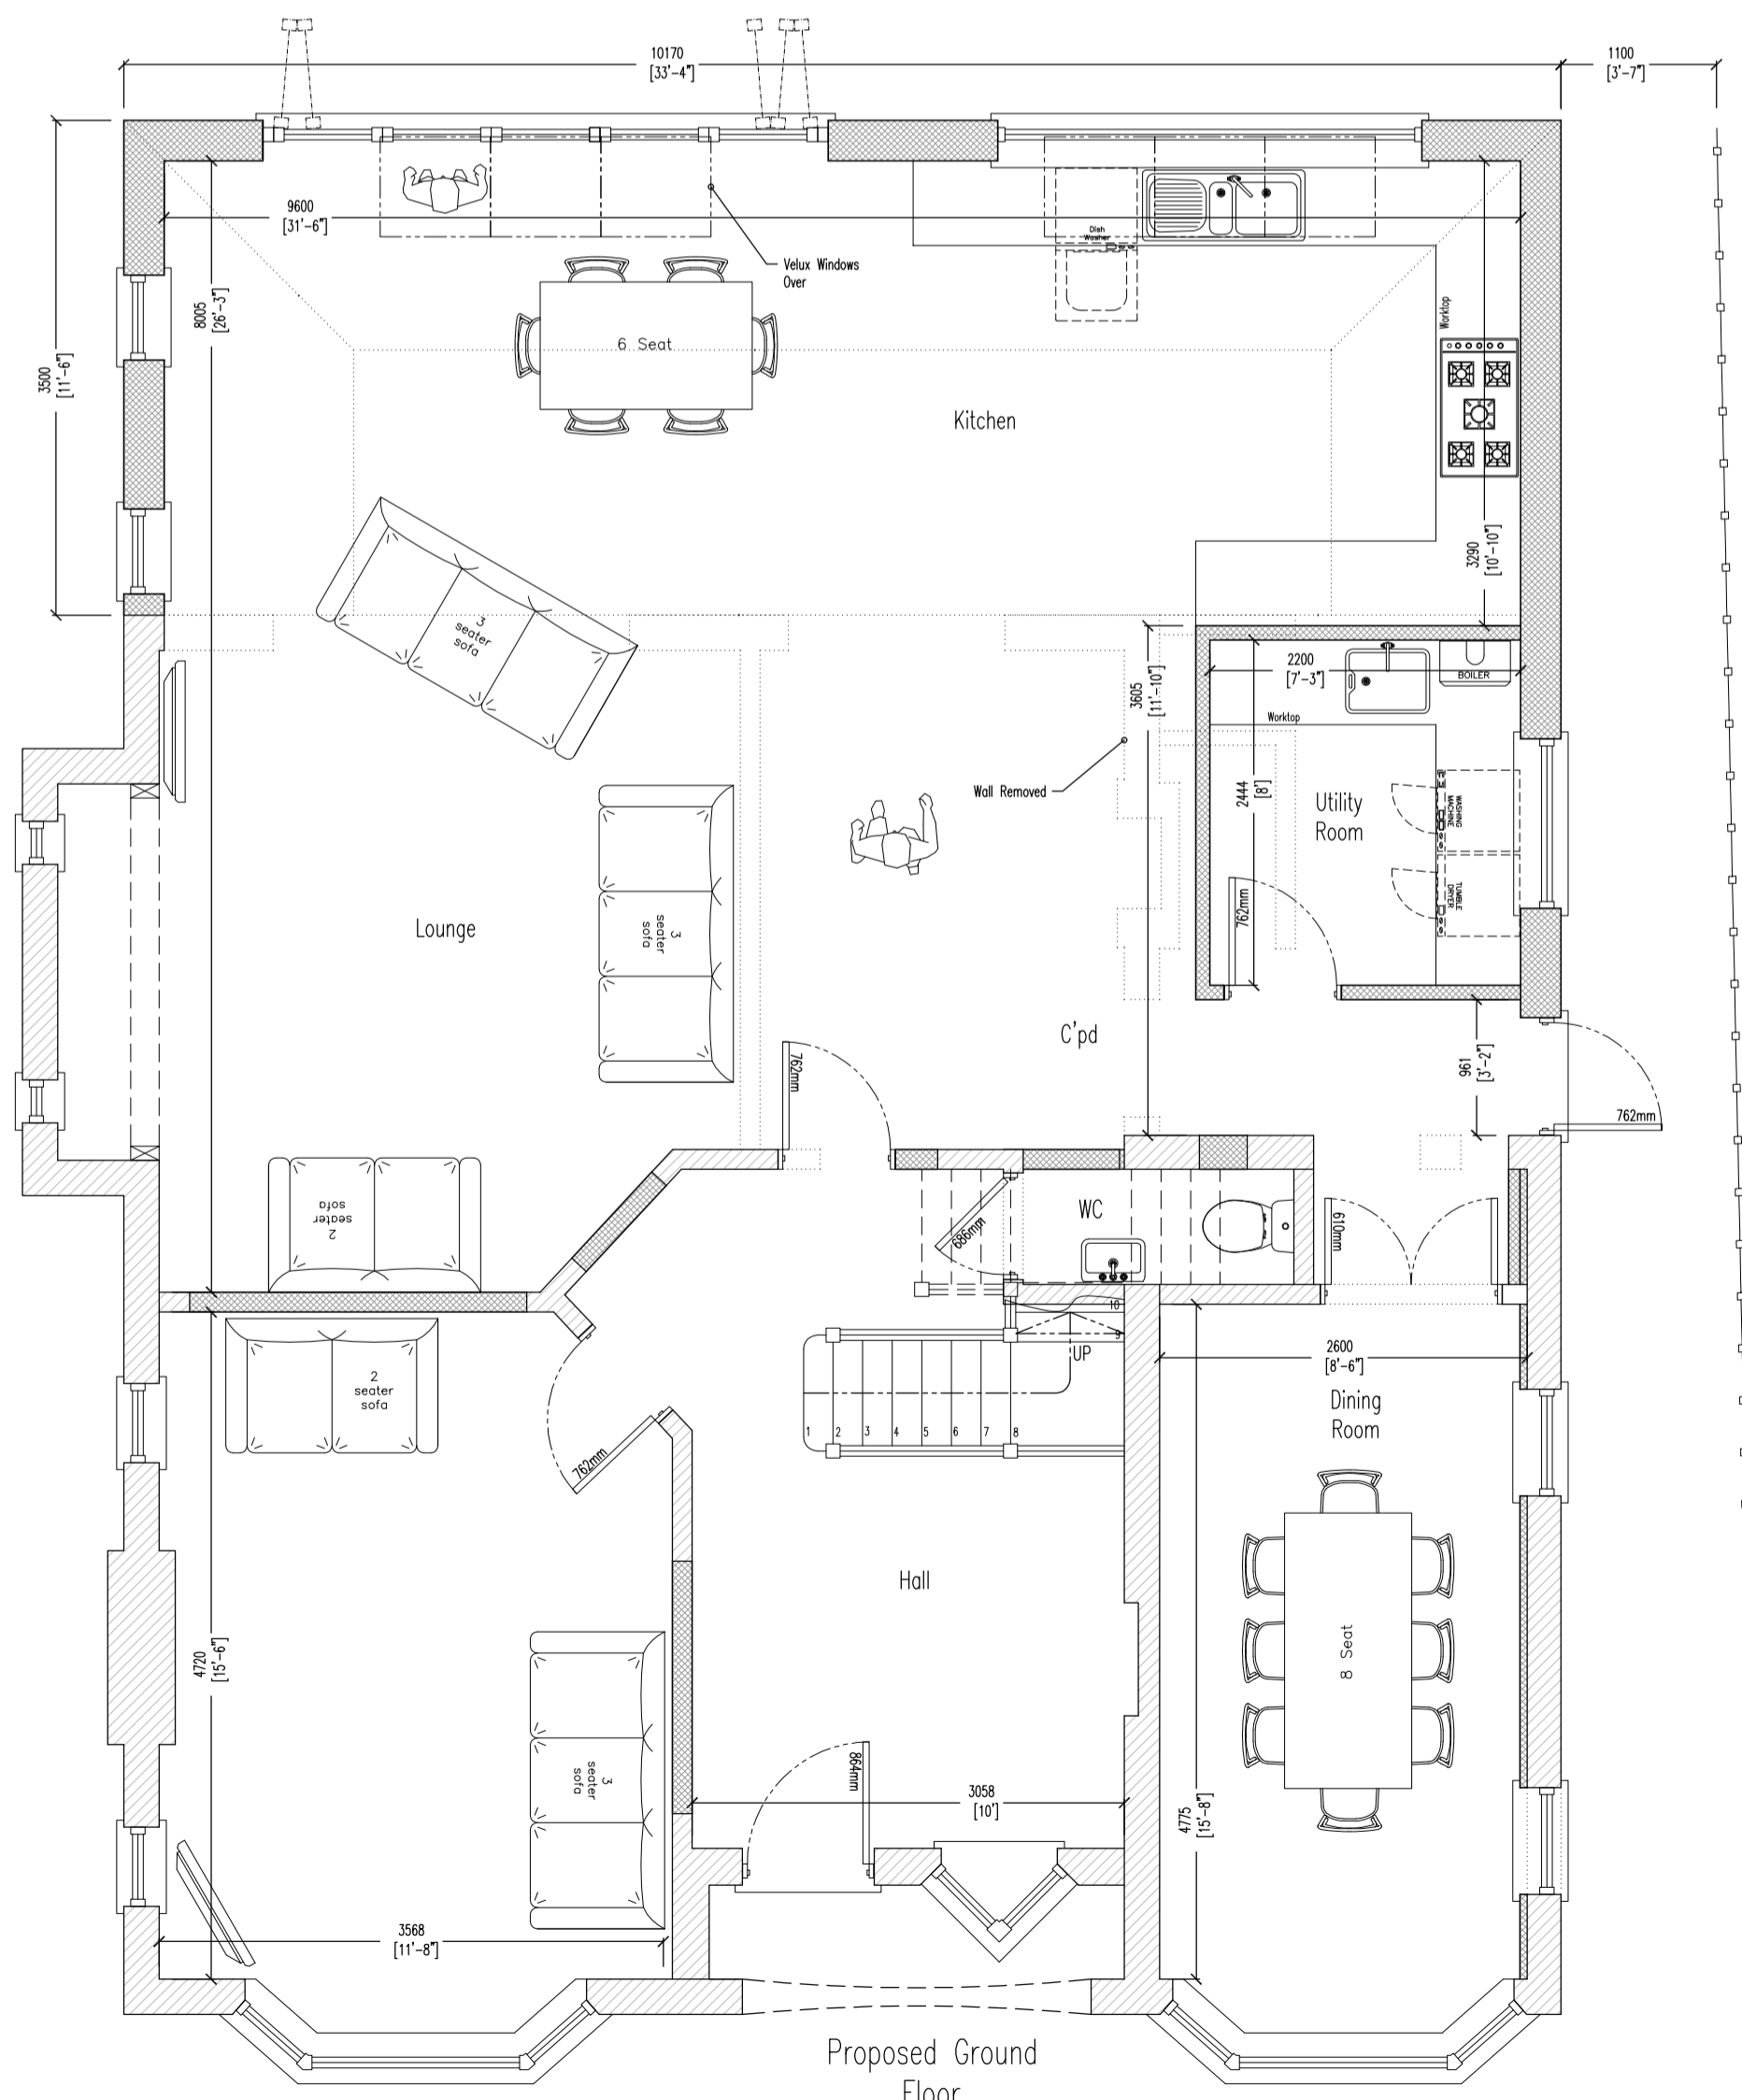 10170
[33'-4"]
1100
[3'-7"]
9600
[31'-6"]
Velux Windows
Over
Dish
Washer
8005
[26'-3"]
3500
[11'-6"]
6 Seat
Worktop
Kitchen
3290
[10'-10"]
3
seater
sofa
2200
[7'-3"]
BOILER
3605
[11'-10"]
Worktop
Wall Removed
2444
[8']
Utility
Room
WASHING
MACHINE
TUMBLE
DRYER
762mm
Lounge
3
seater
sofa
C'pd
762mm
961
[3'-2"]
762mm
2
seater
sofa
WC
686mm
610mm
10
9
UP
2600
[8'-6"]
2
seater
sofa
1
2
3
4
5
6
7
8
Dining
Room
762mm
Hall
4720
[15'-6"]
8 Seat
3
seater
sofa
864mm
3058
[10']
4775
[15'-8"]
3568
[11'-8"]
Proposed Ground
Floor